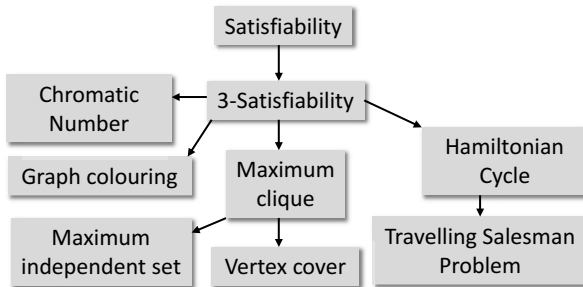 Satisfiability
Chromatic
Number
3-Satisfiability
Graph colouring
Maximum
clique
Hamiltonian
Cycle
Maximum
independent set
Vertex cover
Travelling Salesman
Problem